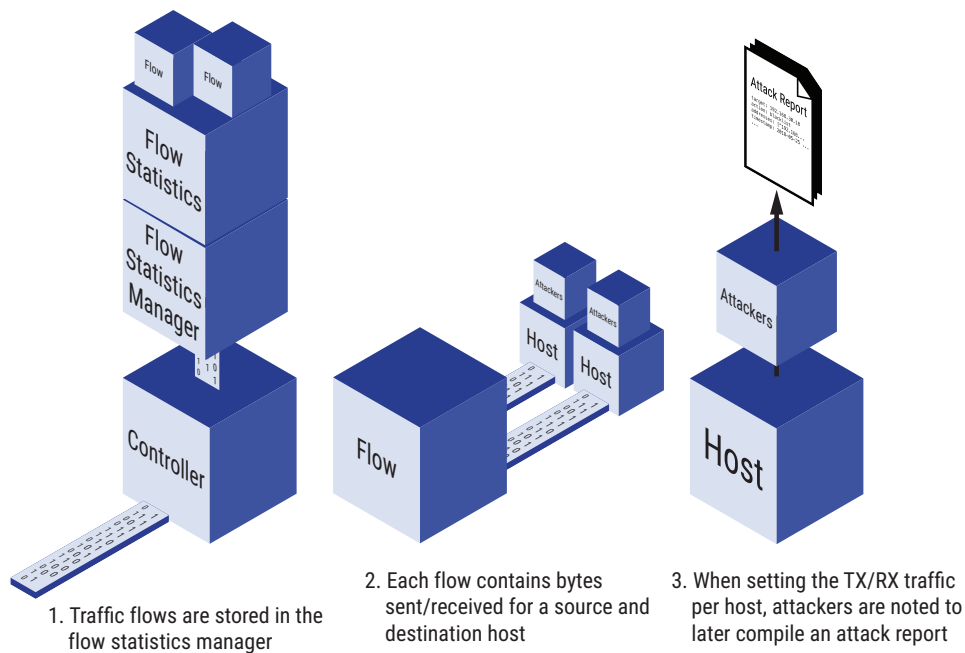 Flow
Flow
Flow
Statistics
Flow
Statistics
Manager
Controller
1. Traffic flows are stored in the
flow statistics manager
Attackers
Attackers
Host
Host
Flow
2. Each flow contains bytes
sent/received for a source and
destination host
Attack Report
Attackers
Host
3. When setting the TX/RX traffic
per host, attackers are noted to
later compile an attack report